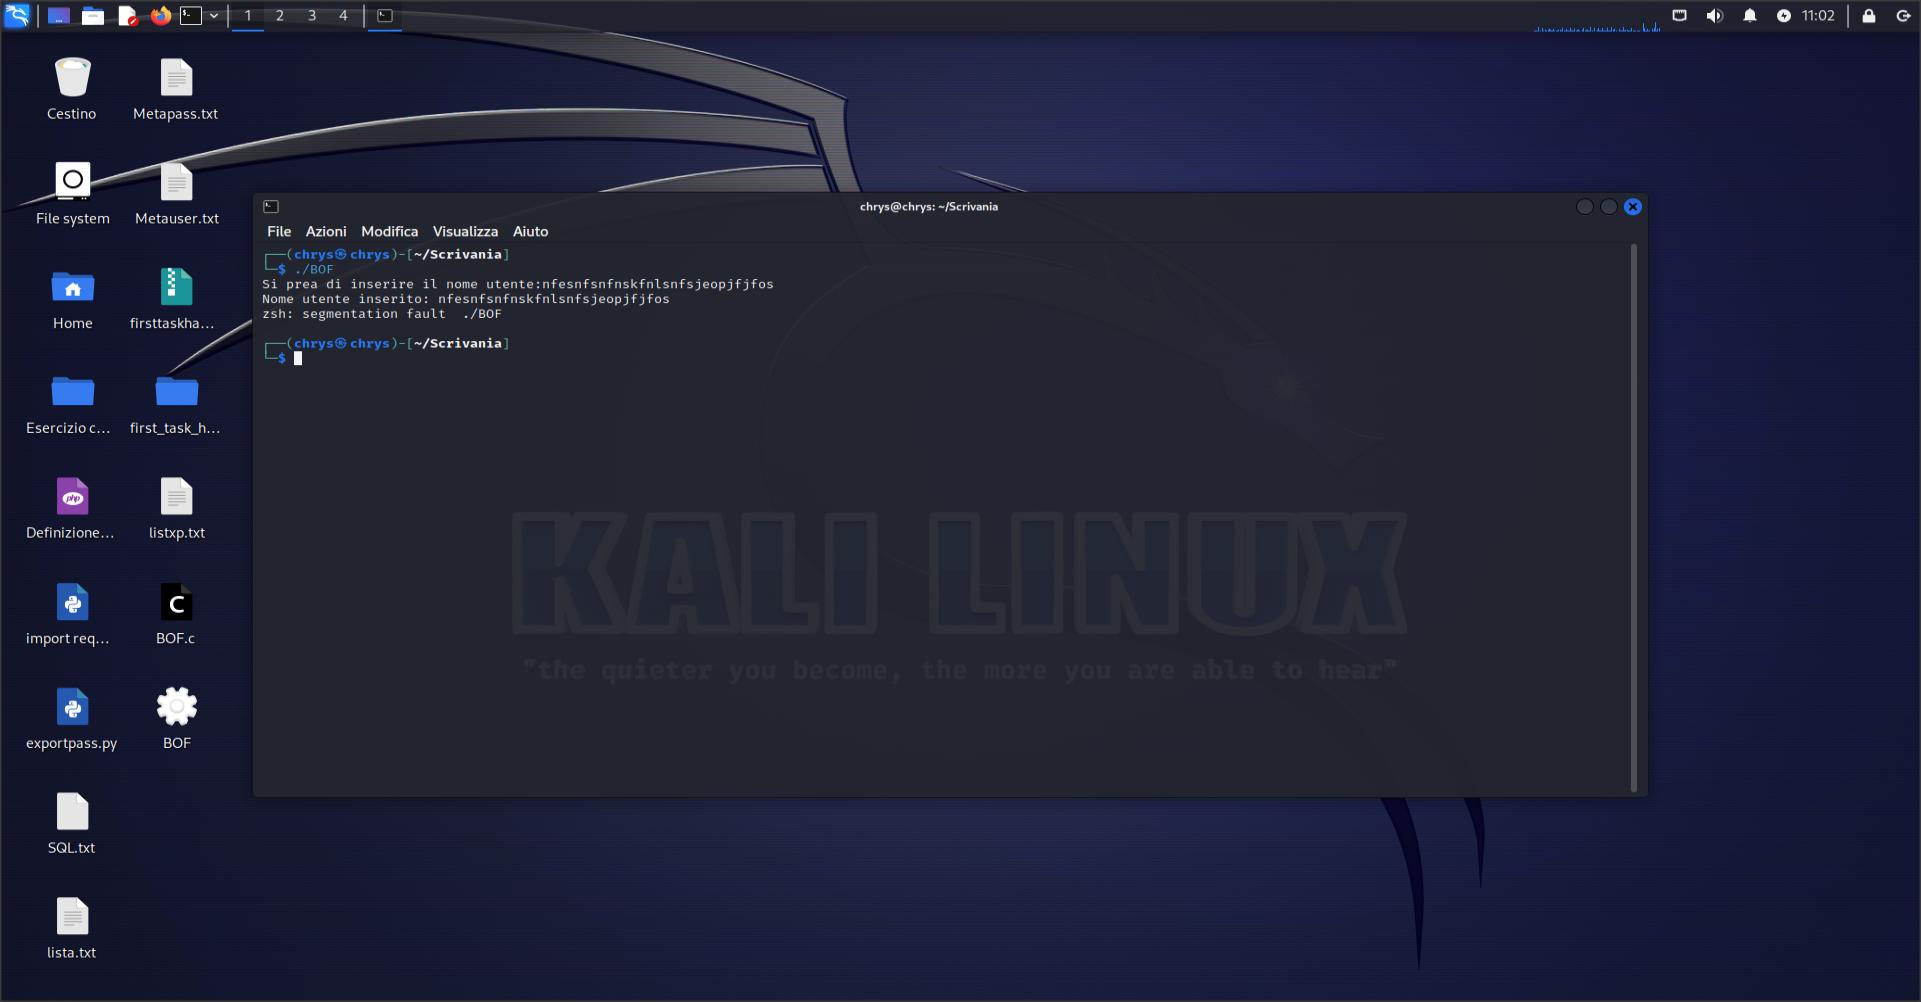 1 2 3 4
11:02
Cestino
Metapass.txt
File system
Metauser.txt
Home
firsttaskha...
Esercizio c...
first_task_h...
php
Definizione...
listxp.txt
import req...
C
BOF.c
exportpass.py
BOF
SQL.txt
lista.txt
chrys@chrys: ~/Scrivania
File Azioni Modifica Visualizza Aiuto
┌──(chrys㉿chrys)-[~/Scrivania]
└─$ ./BOF
Si prea di inserire il nome utente:nfesnfsnfnskfnlsnfsjeopjfjfos
Nome utente inserito: nfesnfsnfnskfnlsnfsjeopjfjfos
zsh: segmentation fault  ./BOF
┌──(chrys㉿chrys)-[~/Scrivania]
└─$
KALI LINUX
"the quieter you become, the more you are able to hear"